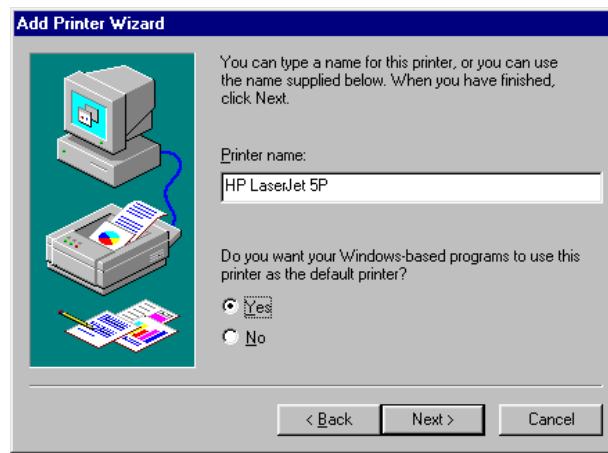 Add Printer Wizard
You can type a name for this printer, or you can use
the name supplied below. When you have finished,
click Next.
Printer name:
HP LaserJet 5P
Do you want your Windows-based programs to use this
printer as the default printer?
Yes
No
< Back
Next >
Cancel